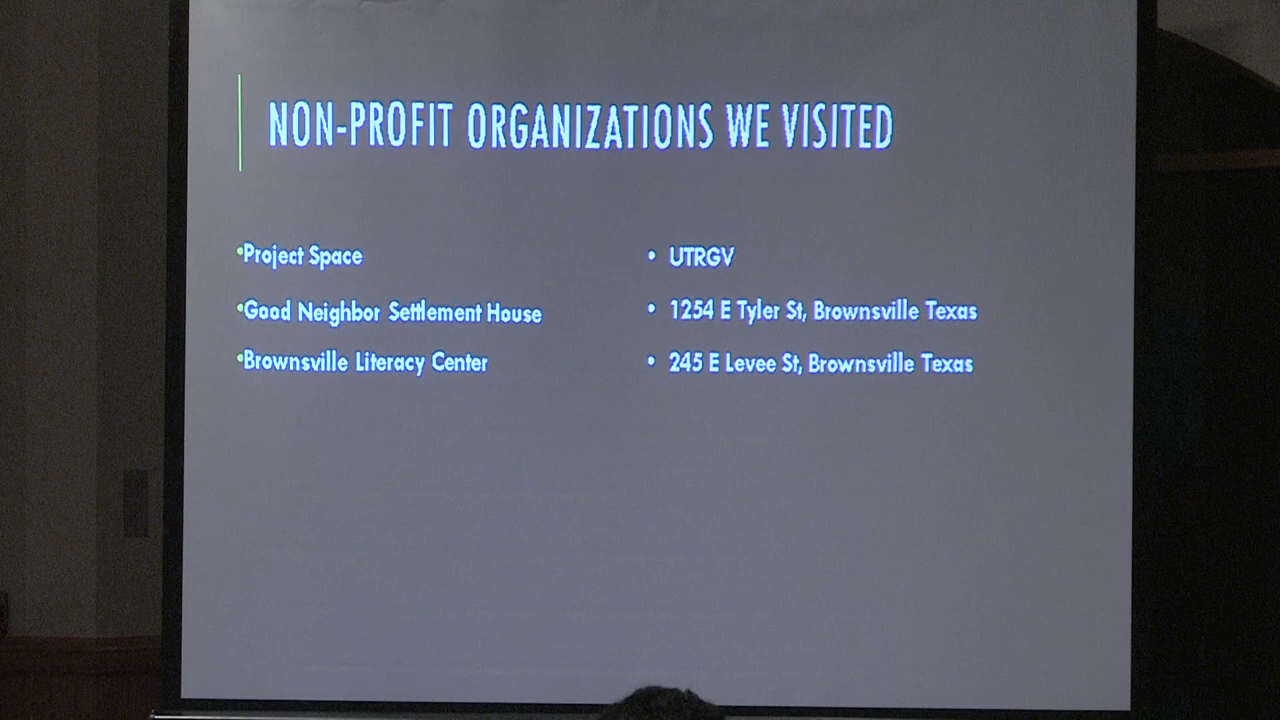 NON-PROFIT ORGANIZATIONS WE VISITED
•Project Space
•Good Neighbor Settlement House
•Brownsville Literacy Center
• UTRGV
• 1254 E Tyler St, Brownsville Texas
• 245 E Levee St, Brownsville Texas